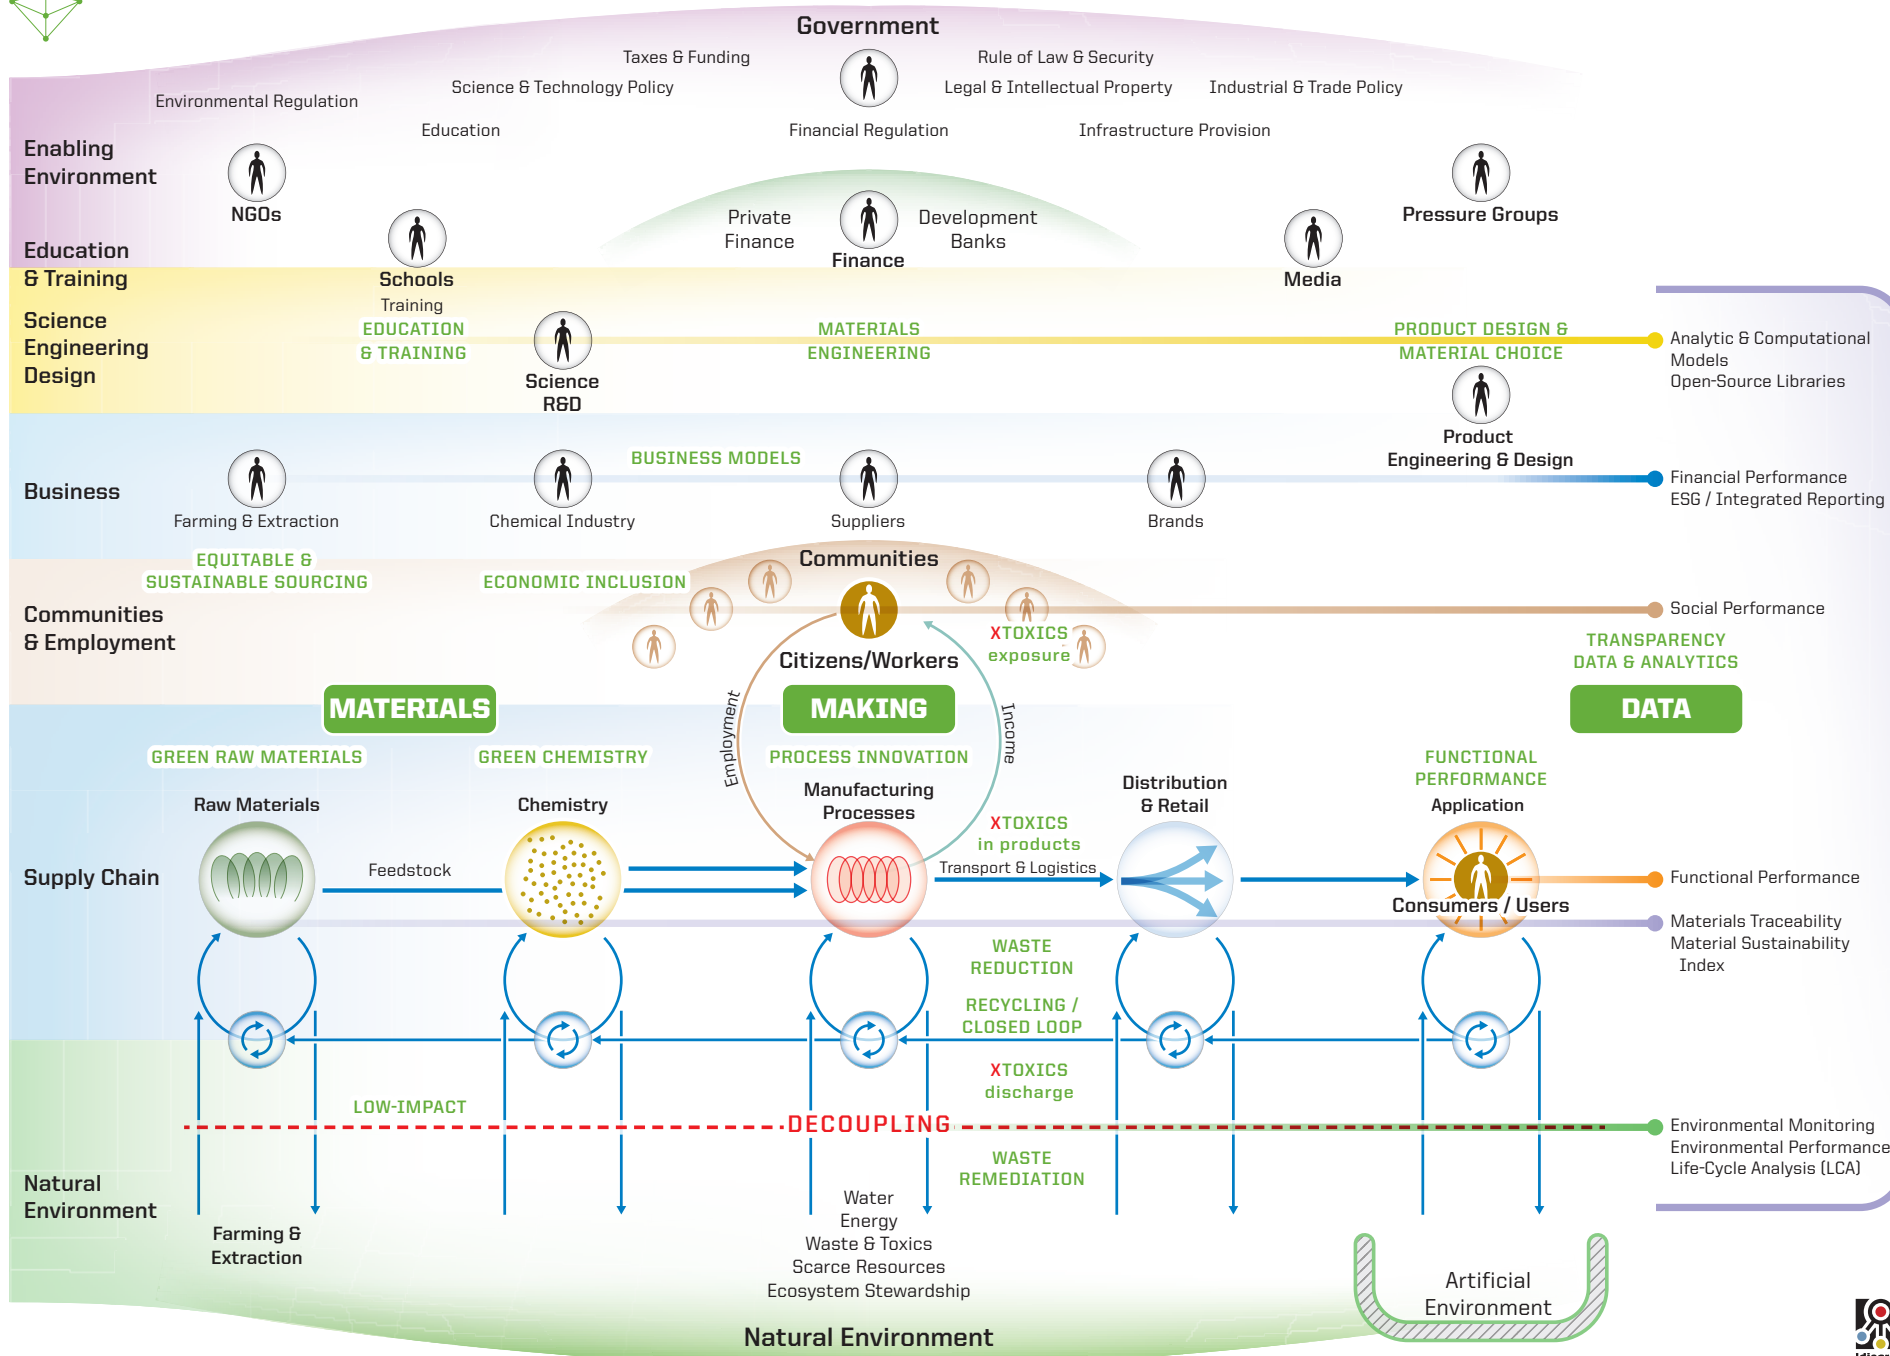 Government
Taxes & Funding
Rule of Law & Security
Science & Technology Policy
Legal & Intellectual Property
Industrial & Trade Policy
Environmental Regulation
Education
Financial Regulation
Infrastructure Provision
Enabling
Environment
NGOs
Pressure Groups
Private
Finance
Development
Banks
Finance
Education
& Training
Schools
Training
Media
Science
Engineering
Design
EDUCATION
& TRAINING
Science
R&D
MATERIALS
ENGINEERING
PRODUCT DESIGN &
MATERIAL CHOICE
Analytic & Computational
Models
Open-Source Libraries
Product
Engineering & Design
Business
BUSINESS MODELS
Farming & Extraction
Chemical Industry
Suppliers
Brands
Financial Performance
ESG / Integrated Reporting
EQUITABLE &
SUSTAINABLE SOURCING
ECONOMIC INCLUSION
Communities
Communities
& Employment
Citizens/Workers
XTOXICS
exposure
Social Performance
TRANSPARENCY
DATA & ANALYTICS
MATERIALS
MAKING
DATA
Employment
Income
GREEN RAW MATERIALS
GREEN CHEMISTRY
PROCESS INNOVATION
FUNCTIONAL
PERFORMANCE
Raw Materials
Chemistry
Manufacturing
Processes
Distribution
& Retail
Application
XTOXICS
in products
Transport & Logistics
Supply Chain
Feedstock
Consumers / Users
Functional Performance
Materials Traceability
Material Sustainability
Index
WASTE
REDUCTION
RECYCLING /
CLOSED LOOP
XTOXICS
discharge
LOW-IMPACT
DECOUPLING
WASTE
REMEDIATION
Environmental Monitoring
Environmental Performance
Life-Cycle Analysis (LCA)
Natural
Environment
Farming &
Extraction
Water
Energy
Waste & Toxics
Scarce Resources
Ecosystem Stewardship
Artificial
Environment
Natural Environment